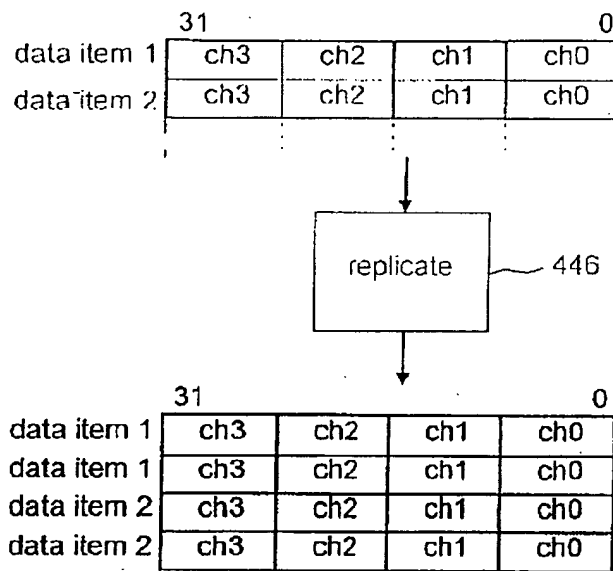 31 0
data item 1 ch3 ch2 ch1 ch0
data item 2 ch3 ch2 ch1 ch0
replicate 446
31 0
data item 1 ch3 ch2 ch1 ch0
data item 1 ch3 ch2 ch1 ch0
data item 2 ch3 ch2 ch1 ch0
data item 2 ch3 ch2 ch1 ch0